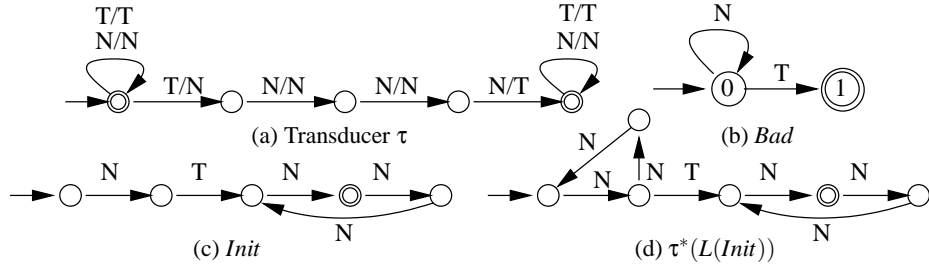 T/T
N/N
T/N
N/N
N/N
N/T
T/T
N/N
(a) Transducer τ
N
0
T
1
(b) Bad
N
T
N
N
N
(c) Init
N
N
N
T
N
N
N
(d) τ*(L(Init))